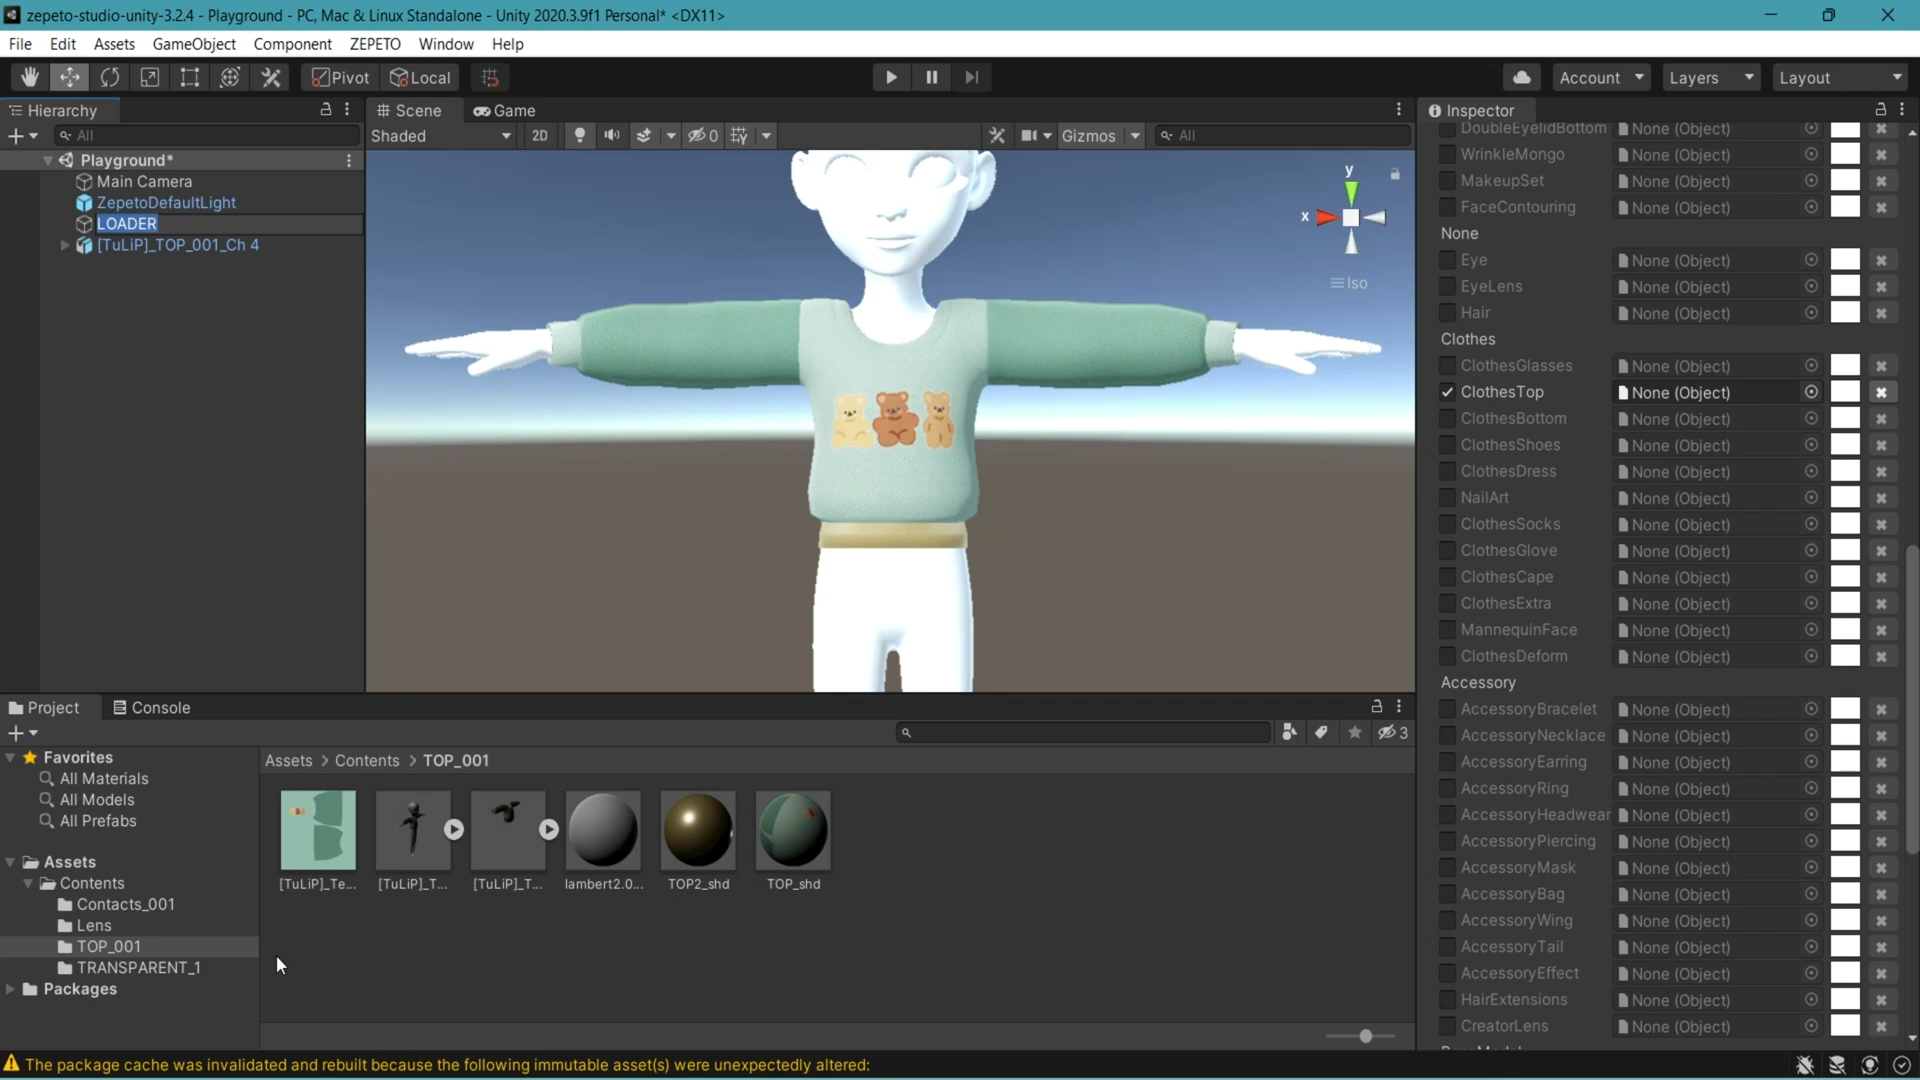 zepeto-studio-unity-3.2.4 - Playground - PC, Mac & Linux Standalone - Unity 2020.3.9f1 Personal* <DX11>
File Edit Assets GameObject Component ZEPETO Window Help
Pivot Local Account Layers Layout
Hierarchy
All
Playground*
Main Camera
ZepetoDefaultLight
LOADER
[TuLiP]_TOP_001_Ch 4
Scene Game
Shaded 2D 0 Gizmos All
y
x
Iso
Inspector
DoubleEyelidBottom None (Object)
WrinkleMongo None (Object)
MakeupSet None (Object)
FaceContouring None (Object)
None
Eye None (Object)
EyeLens None (Object)
Hair None (Object)
Clothes
ClothesGlasses None (Object)
ClothesTop None (Object)
ClothesBottom None (Object)
ClothesShoes None (Object)
ClothesDress None (Object)
NailArt None (Object)
ClothesSocks None (Object)
ClothesGlove None (Object)
ClothesCape None (Object)
ClothesExtra None (Object)
MannequinFace None (Object)
ClothesDeform None (Object)
Accessory
AccessoryBracelet None (Object)
AccessoryNecklace None (Object)
AccessoryEarring None (Object)
AccessoryRing None (Object)
AccessoryHeadwear None (Object)
AccessoryPiercing None (Object)
AccessoryMask None (Object)
AccessoryBag None (Object)
AccessoryWing None (Object)
AccessoryTail None (Object)
AccessoryEffect None (Object)
HairExtensions None (Object)
CreatorLens None (Object)
Project Console
3
Favorites
All Materials
All Models
All Prefabs
Assets
Contents
Contacts_001
Lens
TOP_001
TRANSPARENT_1
Packages
Assets > Contents > TOP_001
[TuLiP]_Te... [TuLiP]_T... [TuLiP]_T... lambert2.0... TOP2_shd TOP_shd
The package cache was invalidated and rebuilt because the following immutable asset(s) were unexpectedly altered: